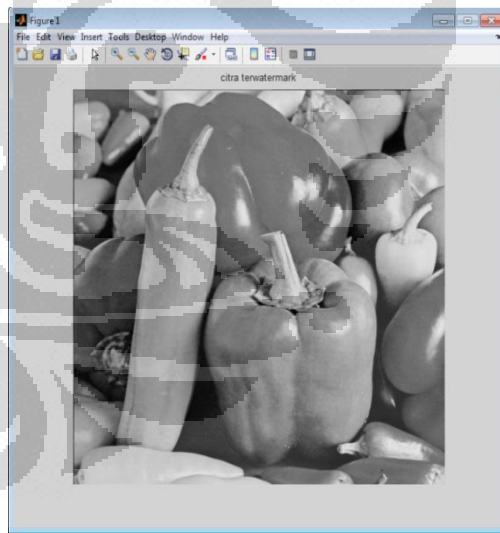 Figure 1
File Edit View Insert Tools Desktop Window Help
citra terwatermark